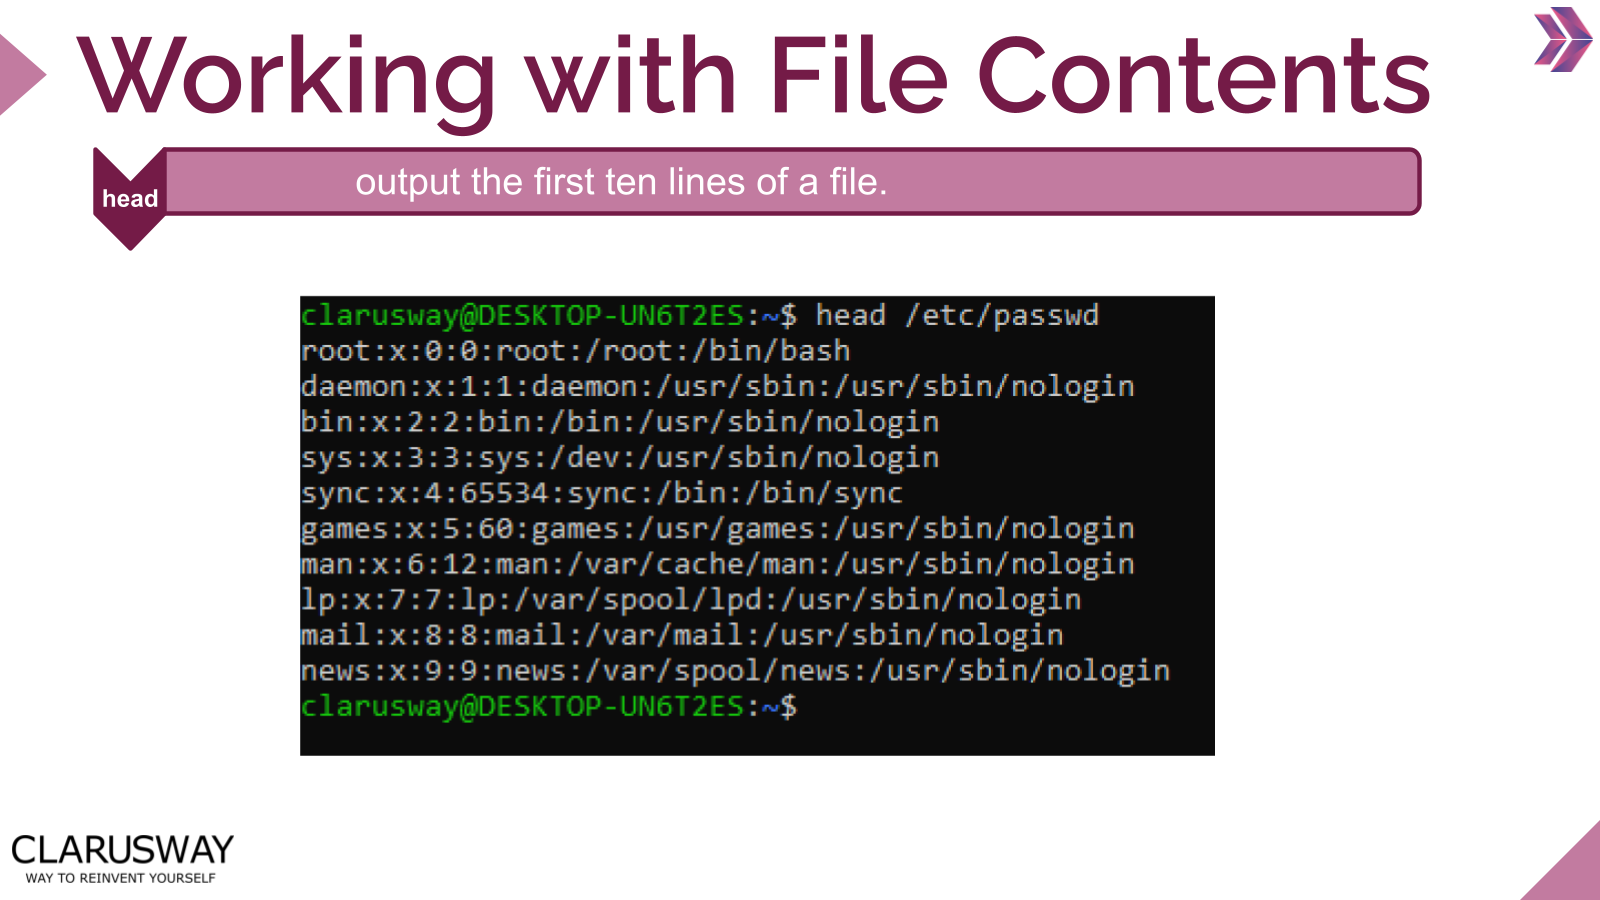 Working with File Contents
head
output the first ten lines of a file.
clarusway@DESKTOP-UN6T2ES:~$ head /etc/passwd
root:x:0:0:root:/root:/bin/bash
daemon:x:1:1:daemon:/usr/sbin:/usr/sbin/nologin
bin:x:2:2:bin:/bin:/usr/sbin/nologin
sys:x:3:3:sys:/dev:/usr/sbin/nologin
sync:x:4:65534:sync:/bin:/bin/sync
games:x:5:60:games:/usr/games:/usr/sbin/nologin
man:x:6:12:man:/var/cache/man:/usr/sbin/nologin
lp:x:7:7:lp:/var/spool/lpd:/usr/sbin/nologin
mail:x:8:8:mail:/var/mail:/usr/sbin/nologin
news:x:9:9:news:/var/spool/news:/usr/sbin/nologin
clarusway@DESKTOP-UN6T2ES:~$
CLARUSWAY
WAY TO REINVENT YOURSELF